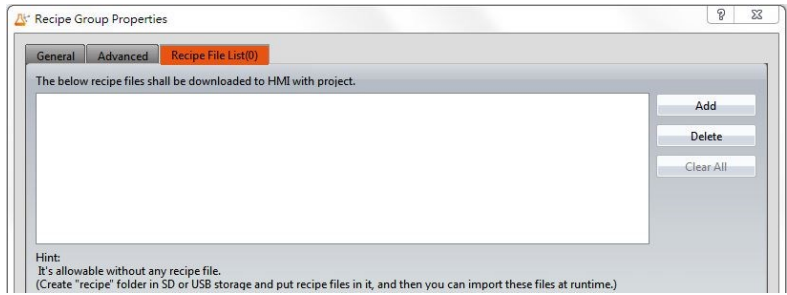 Recipe Group Properties
General Advanced Recipe File List(0)
The below recipe files shall be downloaded to HMI with project.
Add
Delete
Clear All
Hint:
It's allowable without any recipe file.
(Create "recipe" folder in SD or USB storage and put recipe files in it, and then you can import these files at runtime.)